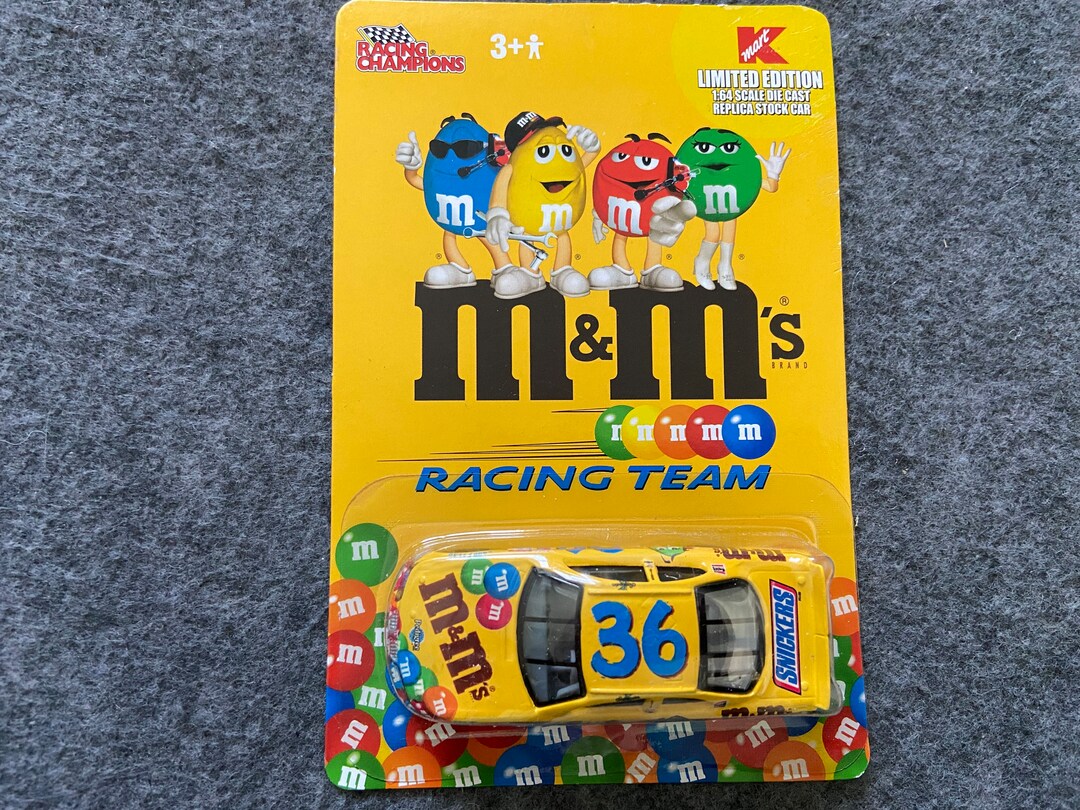 RACING
CHAMPIONS
3+
K
mart
LIMITED EDITION
1:64 SCALE DIE CAST
REPLICA STOCK CAR
m&m
m
m
m
m
m&m's®
BRAND
m m m m m
RACING TEAM
m
m
m
m
m&m's
36
SNICKERS
m&m's
m
m
m
m
m
m
m
m
m
m
m
m